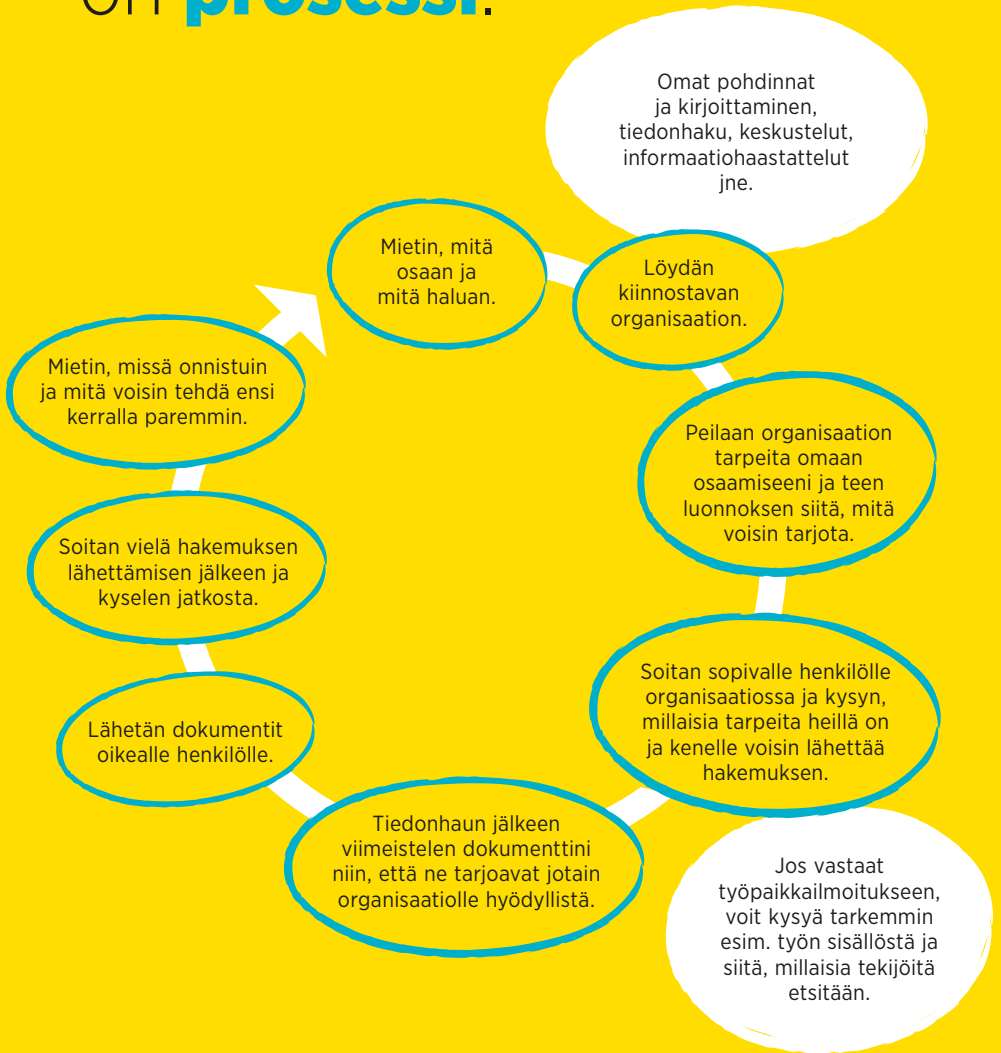 on prosessi.
Omat pohdinnat
ja kirjoittaminen,
tiedonhaku, keskustelut,
informaatiohaastattelut
jne.
Mietin, mitä
osaan ja
mitä haluan.
Löydän
kiinnostavan
organisaation.
Peilaan organisaation
tarpeita omaan
osaamiseeni ja teen
luonnoksen siitä, mitä
voisin tarjota.
Soitan sopivalle henkilölle
organisaatiossa ja kysyn,
millaisia tarpeita heillä on
ja kenelle voisin lähettää
hakemuksen.
Jos vastaat
työpaikkailmoitukseen,
voit kysyä tarkemmin
esim. työn sisällöstä ja
siitä, millaisia tekijöitä
etsitään.
Tiedonhaun jälkeen
viimeistelen dokumenttini
niin, että ne tarjoavat jotain
organisaatiolle hyödyllistä.
Lähetän dokumentit
oikealle henkilölle.
Soitan vielä hakemuksen
lähettämisen jälkeen ja
kyselen jatkosta.
Mietin, missä onnistuin
ja mitä voisin tehdä ensi
kerralla paremmin.